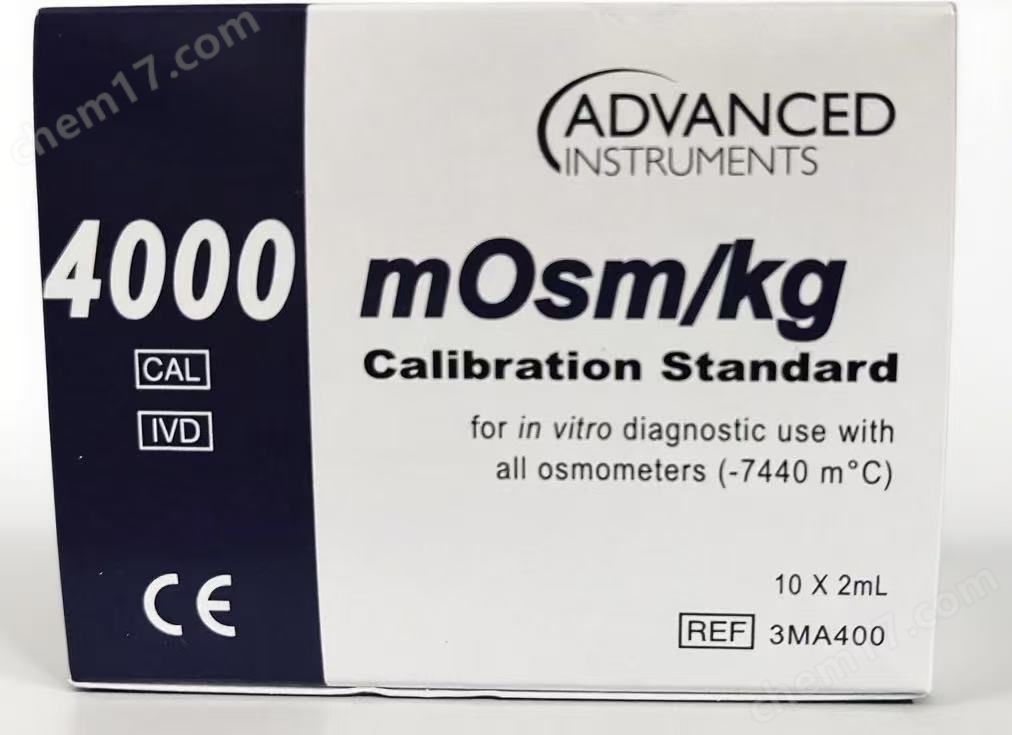 chem17.com
ADVANCED
INSTRUMENTS
4000 mOsm/kg
Calibration Standard
CAL
IVD
for in vitro diagnostic use with
all osmometers (-7440 m°C)
CE
10 X 2mL
REF 3MA400
chem17.com